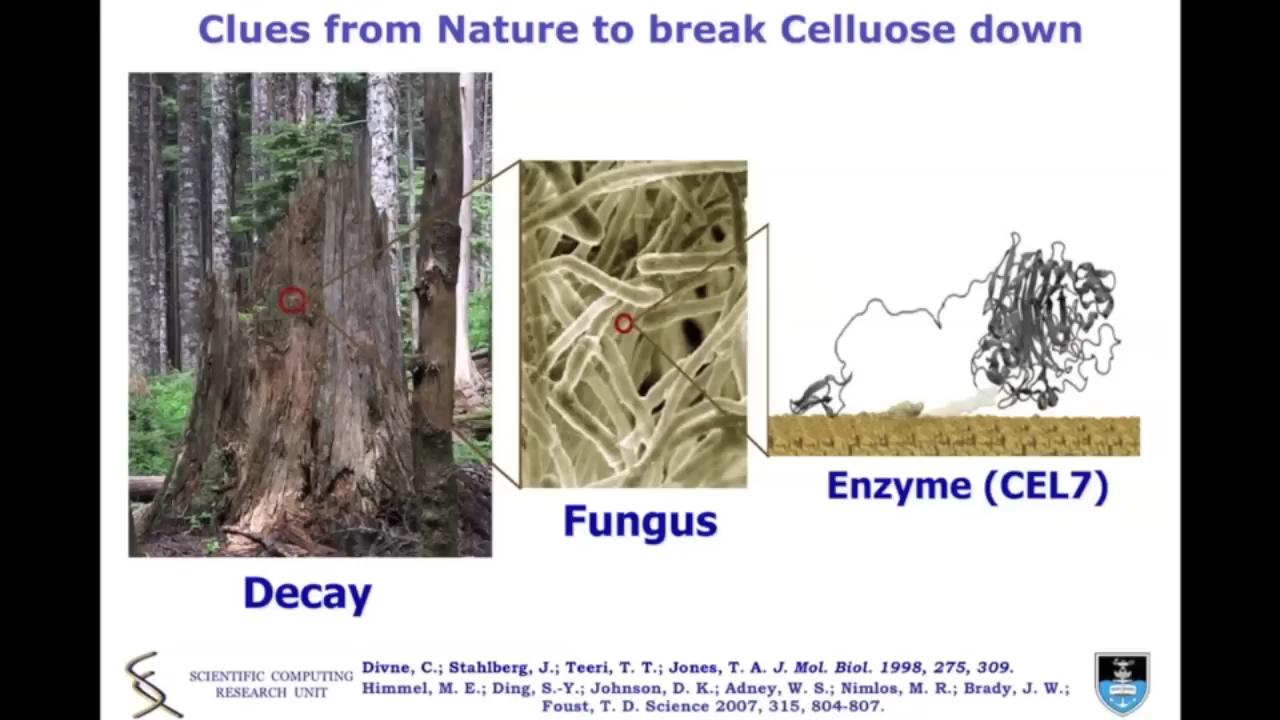 Clues from Nature to break Celluose down
Decay
Fungus
Enzyme (CEL7)
SCIENTIFIC COMPUTING
RESEARCH UNIT
Divne, C.; Stahlberg, J.; Teeri, T. T.; Jones, T. A. J. Mol. Biol. 1998, 275, 309.
Himmel, M. E.; Ding, S.-Y.; Johnson, D. K.; Adney, W. S.; Nimlos, M. R.; Brady, J. W.;
Foust, T. D. Science 2007, 315, 804-807.